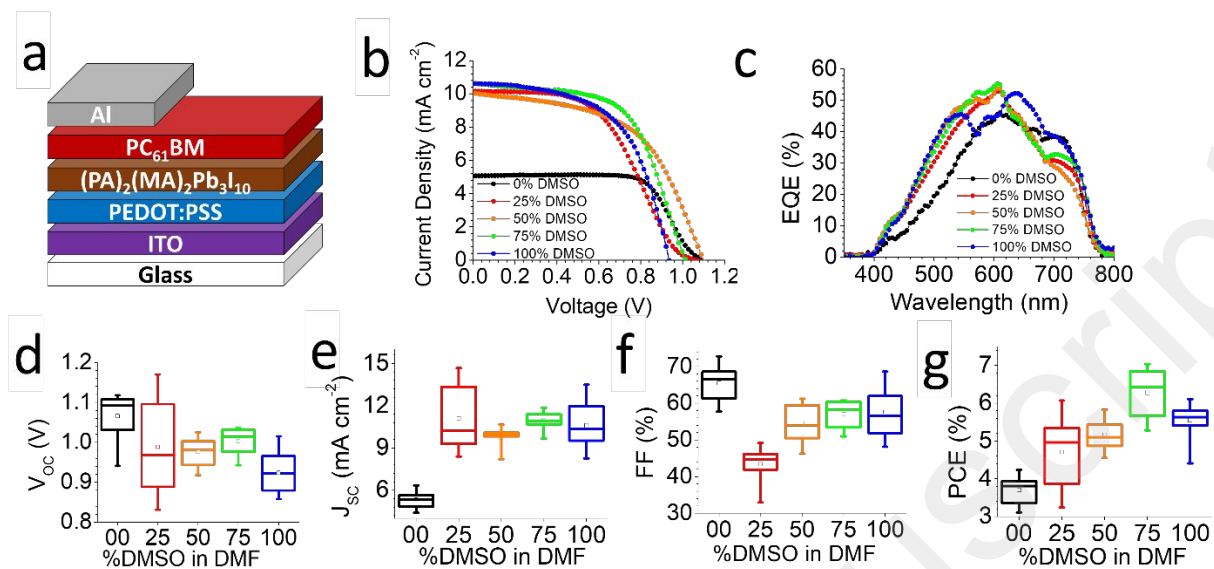 a
Al
PC61BM
(PA)2(MA)2Pb3I10
PEDOT:PSS
ITO
Glass
b
Current Density (mA cm-2)
12
10
8
6
4
2
0
0% DMSO
25% DMSO
50% DMSO
75% DMSO
100% DMSO
0.0 0.2 0.4 0.6 0.8 1.0 1.2
Voltage (V)
c
EQE (%)
60
50
40
30
20
10
0
0% DMSO
25% DMSO
50% DMSO
75% DMSO
100% DMSO
400 500 600 700 800
Wavelength (nm)
d
VOC (V)
1.2
1.1
1.0
0.9
0.8
00 25 50 75 100
%DMSO in DMF
e
JSC (mA cm-2)
15
12
9
6
00 25 50 75 100
%DMSO in DMF
f
FF (%)
70
60
50
40
30
00 25 50 75 100
%DMSO in DMF
g
PCE (%)
7
6
5
4
3
00 25 50 75 100
%DMSO in DMF